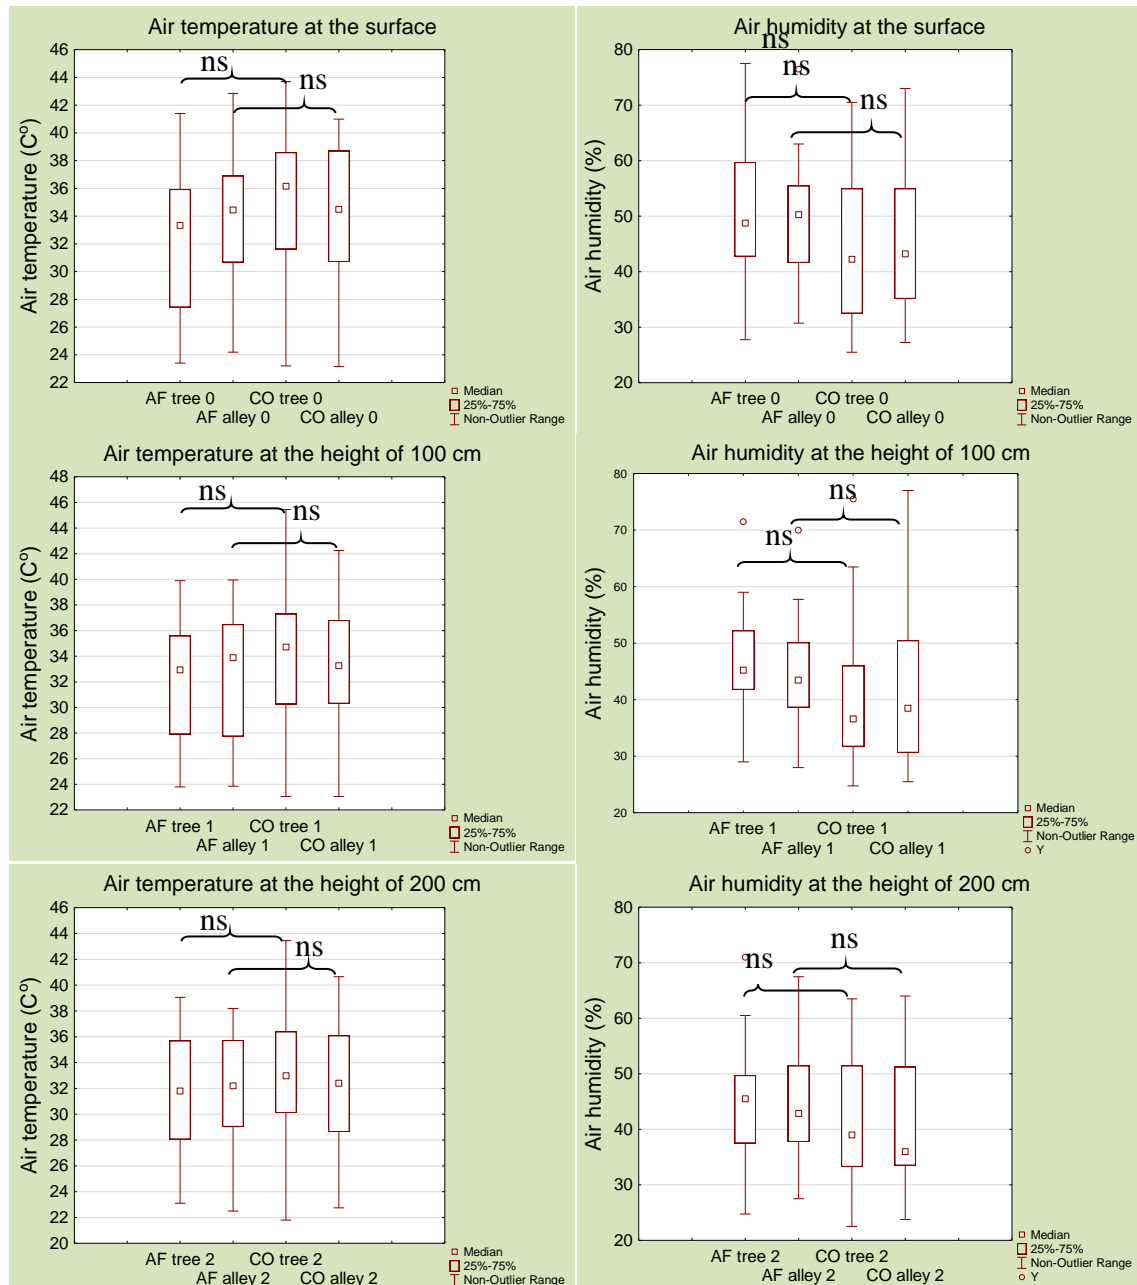 Air temperature at the surface
ns
ns
Air temperature (C°)
46
44
42
40
38
36
34
32
30
28
26
24
22
AF tree 0
CO tree 0
AF alley 0
CO alley 0
Median
25%-75%
Non-Outlier Range
Air humidity at the surface
ns
ns
ns
Air humidity (%)
80
70
60
50
40
30
20
AF tree 0
CO tree 0
AF alley 0
CO alley 0
Median
25%-75%
Non-Outlier Range
Air temperature at the height of 100 cm
ns
ns
Air temperature (C°)
48
46
44
42
40
38
36
34
32
30
28
26
24
22
AF tree 1
CO tree 1
AF alley 1
CO alley 1
Median
25%-75%
Non-Outlier Range
Air humidity at the height of 100 cm
ns
ns
Air humidity (%)
80
70
60
50
40
30
20
AF tree 1
CO tree 1
AF alley 1
CO alley 1
Median
25%-75%
Non-Outlier Range
Y
Air temperature at the height of 200 cm
ns
ns
Air temperature (C°)
46
44
42
40
38
36
34
32
30
28
26
24
22
20
AF tree 2
CO tree 2
AF alley 2
CO alley 2
Median
25%-75%
Non-Outlier Range
Air humidity at the height of 200 cm
ns
ns
Air humidity (%)
80
70
60
50
40
30
20
AF tree 2
CO tree 2
AF alley 2
CO alley 2
Median
25%-75%
Non-Outlier Range
Y